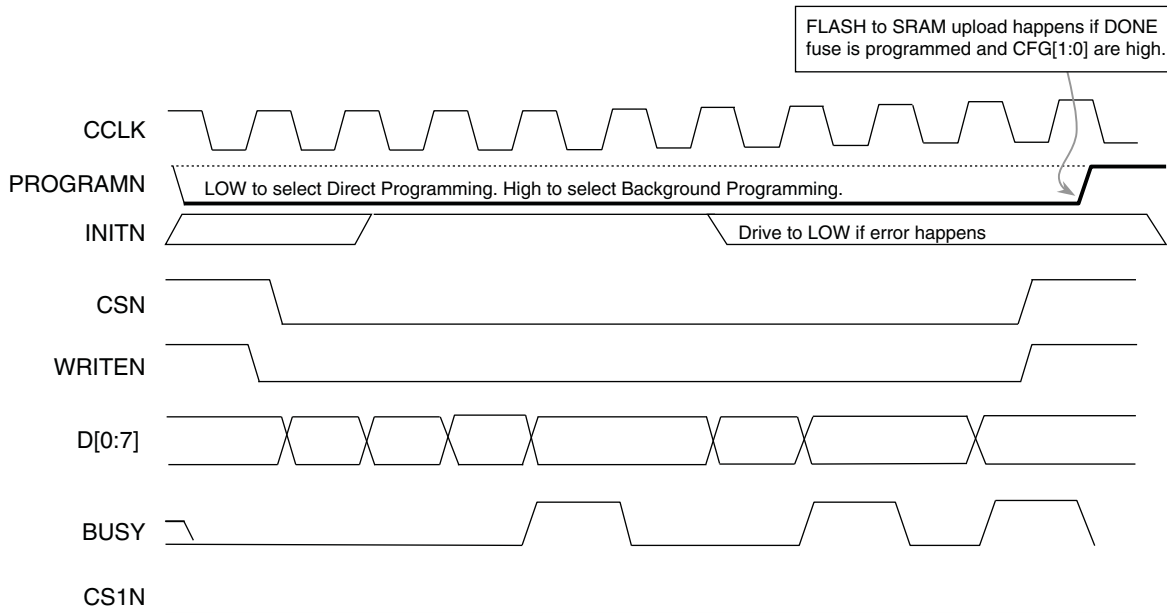 FLASH to SRAM upload happens if DONE
fuse is programmed and CFG[1:0] are high.
CCLK
PROGRAMN
LOW to select Direct Programming. High to select Background Programming.
INITN
Drive to LOW if error happens
CSN
WRITEN
D[0:7]
BUSY
CS1N